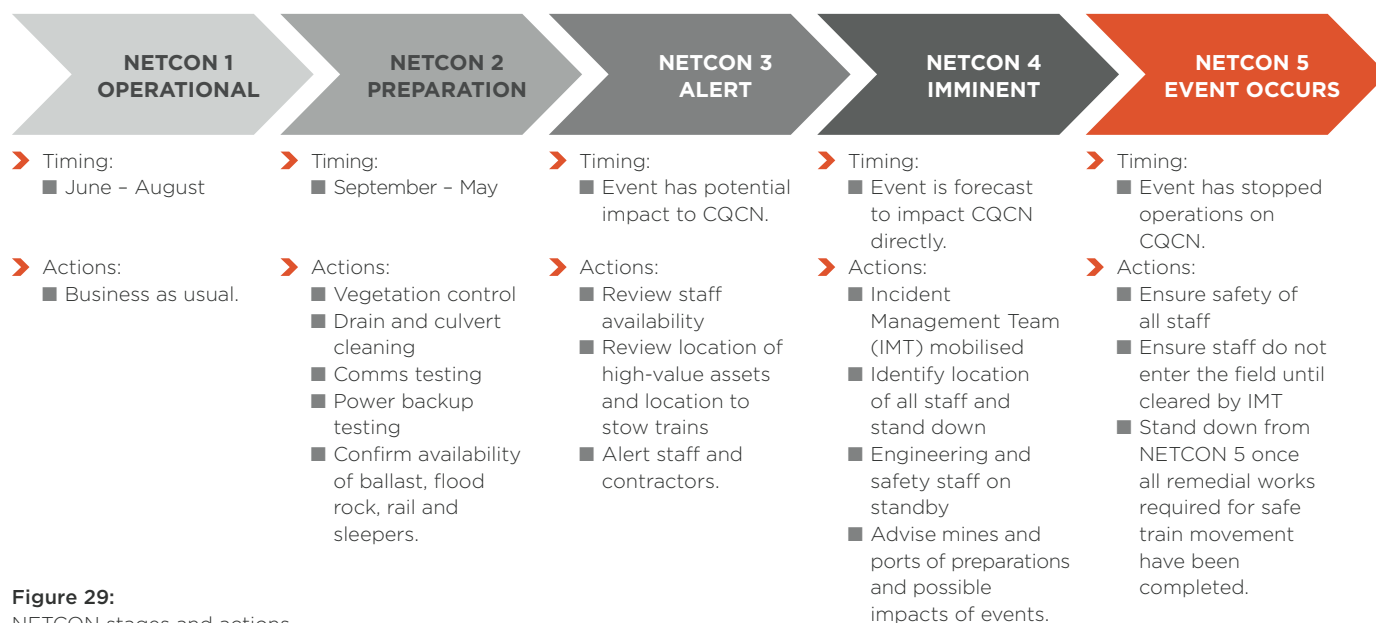 NETCON 1
OPERATIONAL
NETCON 2
PREPARATION
NETCON 3
ALERT
NETCON 4
IMMINENT
NETCON 5
EVENT OCCURS
Timing:
June – August
Actions:
Business as usual.
Timing:
September – May
Actions:
Vegetation control
Drain and culvert
cleaning
Comms testing
Power backup
testing
Confirm availability
of ballast, flood
rock, rail and
sleepers.
Timing:
Event has potential
impact to CQCN.
Actions:
Review staff
availability
Review location of
high-value assets
and location to
stow trains
Alert staff and
contractors.
Timing:
Event is forecast
to impact CQCN
directly.
Actions:
Incident
Management Team
(IMT) mobilised
Identify location
of all staff and
stand down
Engineering and
safety staff on
standby
Advise mines and
ports of preparations
and possible
impacts of events.
Timing:
Event has stopped
operations on
CQCN.
Actions:
Ensure safety of
all staff
Ensure staff do not
enter the field until
cleared by IMT
Stand down from
NETCON 5 once
all remedial works
required for safe
train movement
have been
completed.
Figure 29:
NETCON stages and actions